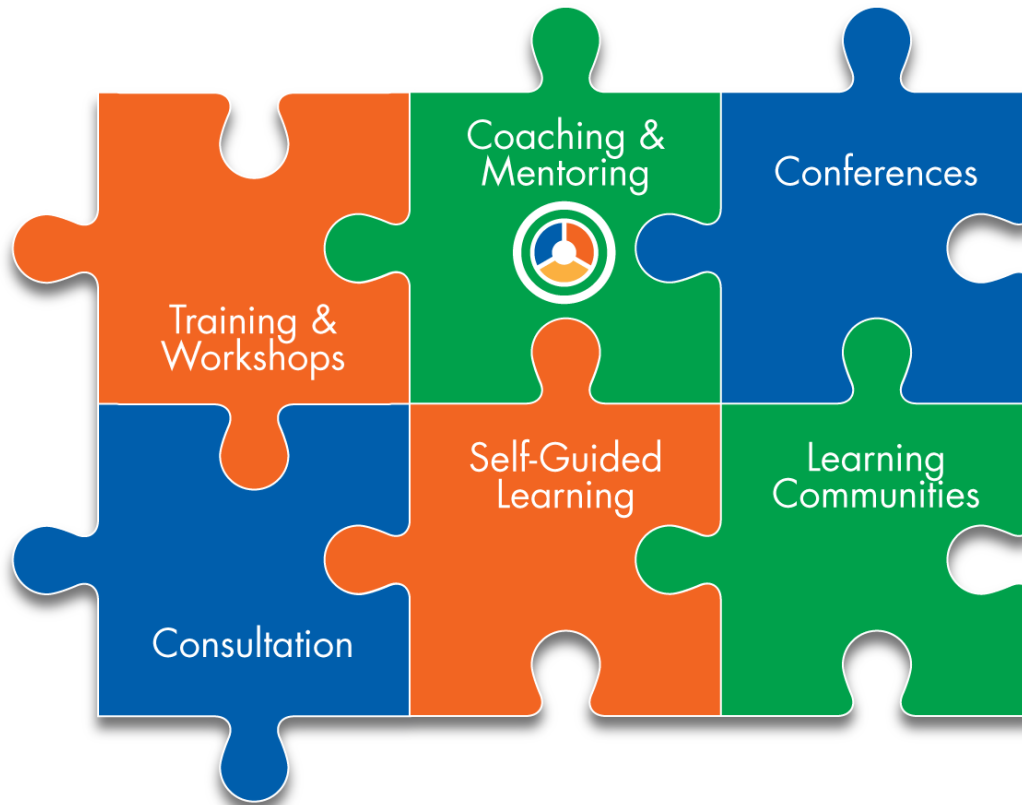 Coaching &
Mentoring
Conferences
Training &
Workshops
Self-Guided
Learning
Learning
Communities
Consultation